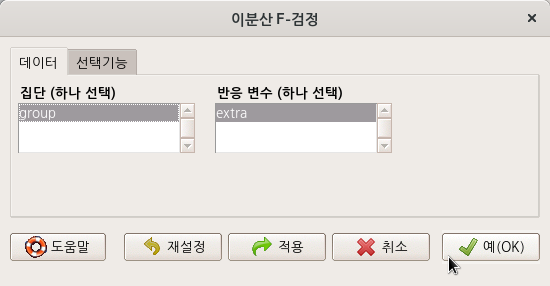 이분산 F-검정
데이터 선택기능
집단 (하나 선택) 반응 변수 (하나 선택)
group extra
도움말 재설정 적용 취소 예(OK)